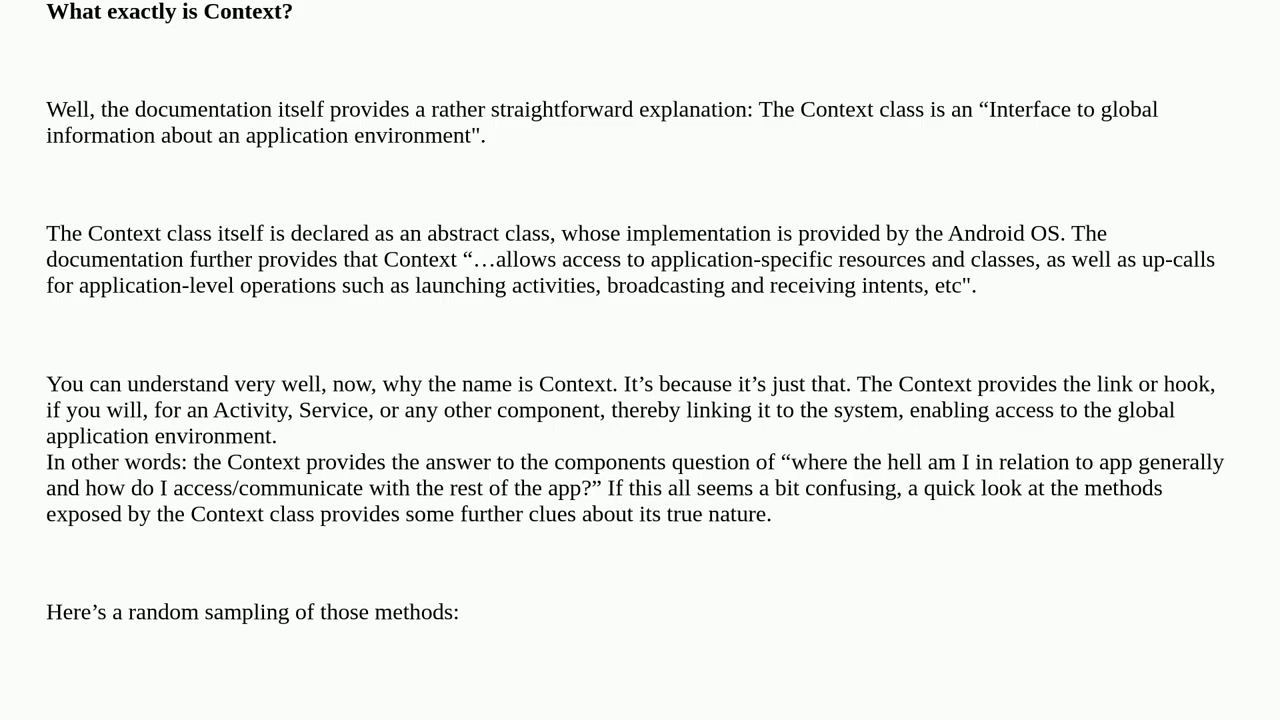 What exactly is Context?
Well, the documentation itself provides a rather straightforward explanation: The Context class is an “Interface to global
information about an application environment".
The Context class itself is declared as an abstract class, whose implementation is provided by the Android OS. The
documentation further provides that Context “…allows access to application-specific resources and classes, as well as up-calls
for application-level operations such as launching activities, broadcasting and receiving intents, etc".
You can understand very well, now, why the name is Context. It’s because it’s just that. The Context provides the link or hook,
if you will, for an Activity, Service, or any other component, thereby linking it to the system, enabling access to the global
application environment.
In other words: the Context provides the answer to the components question of “where the hell am I in relation to app generally
and how do I access/communicate with the rest of the app?” If this all seems a bit confusing, a quick look at the methods
exposed by the Context class provides some further clues about its true nature.
Here’s a random sampling of those methods: